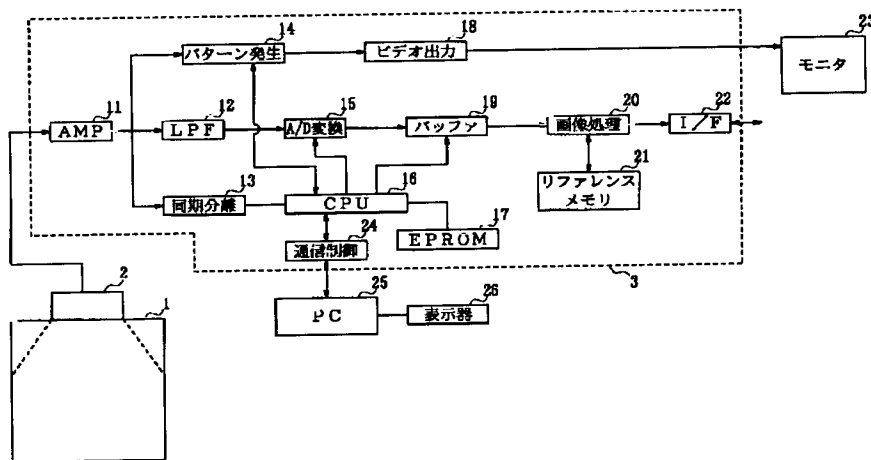 14
パターン発生
18
ビデオ出力
23
モニタ
11
AMP
12
LPF
15
A/D変換
19
バッファ
20
画像処理
22
I/F
13
同期分離
16
CPU
21
リファレンス
メモリ
17
EPROM
24
通信制御
3
2
1
25
PC
26
表示器